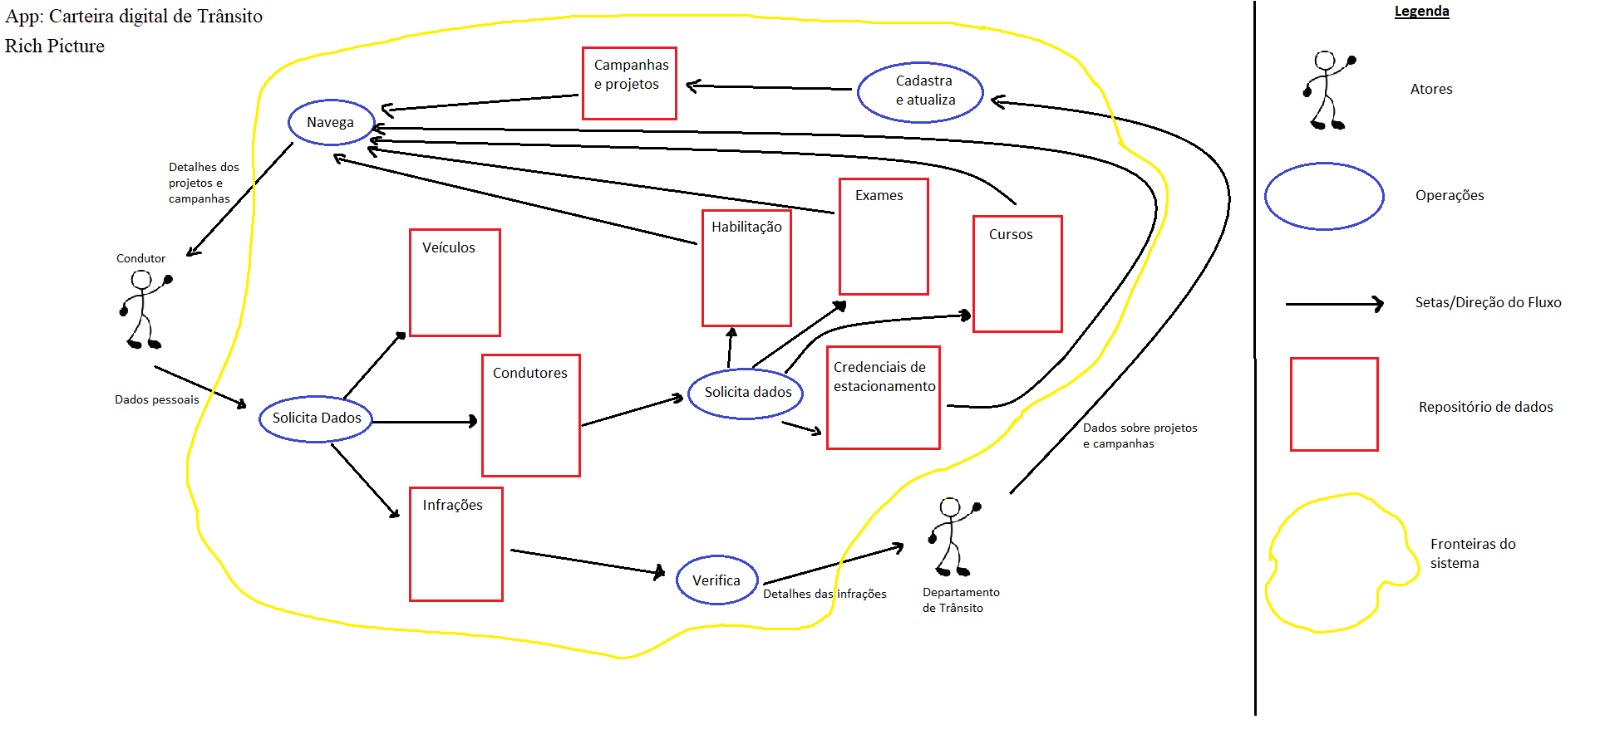 App: Carteira digital de Trânsito
Rich Picture
Legenda
Campanhas
e projetos
Cadastra
e atualiza
Navega
Atores
Detalhes dos
projetos e
campanhas
Exames
Habilitação
Cursos
Operações
Veículos
Condutor
Setas/Direção do Fluxo
Condutores
Credenciais de
estacionamento
Solicita dados
Dados pessoais
Solicita Dados
Repositório de dados
Dados sobre projetos
e campanhas
Infrações
Fronteiras do
sistema
Verifica
Detalhes das infrações
Departamento
de Trânsito